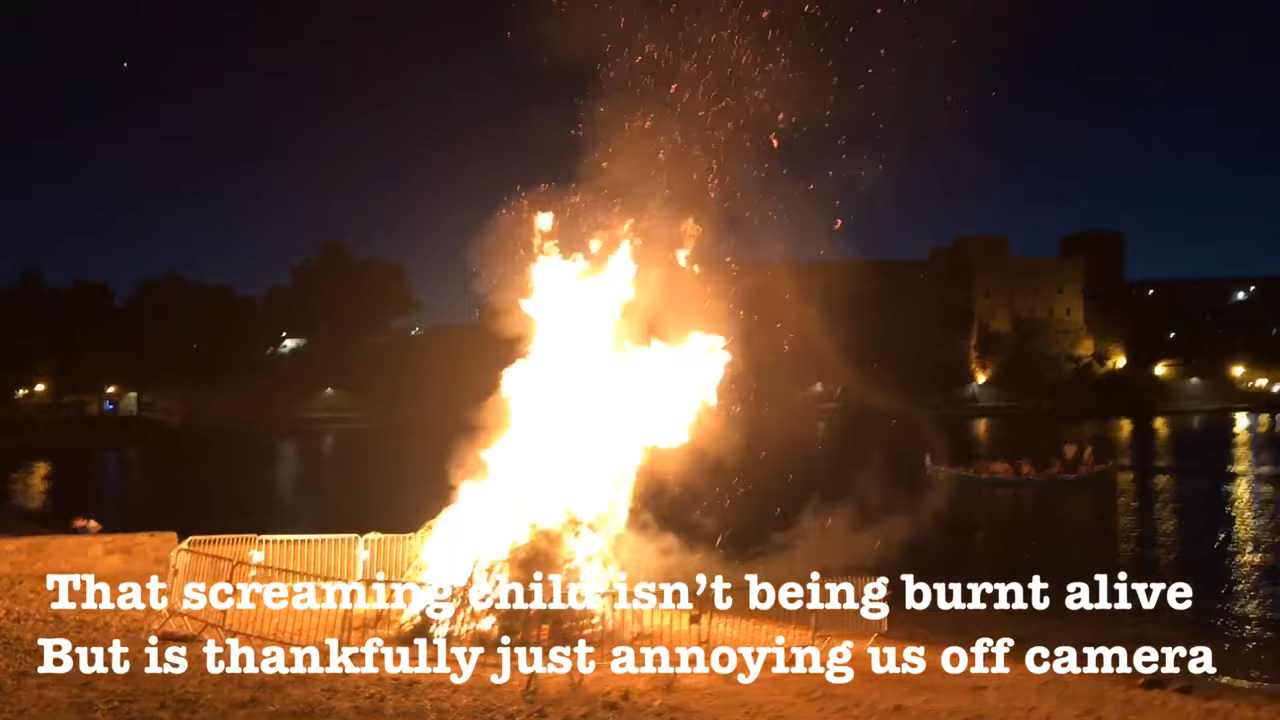 That screaming child isn't being burnt alive
But is thankfully just annoying us off camera